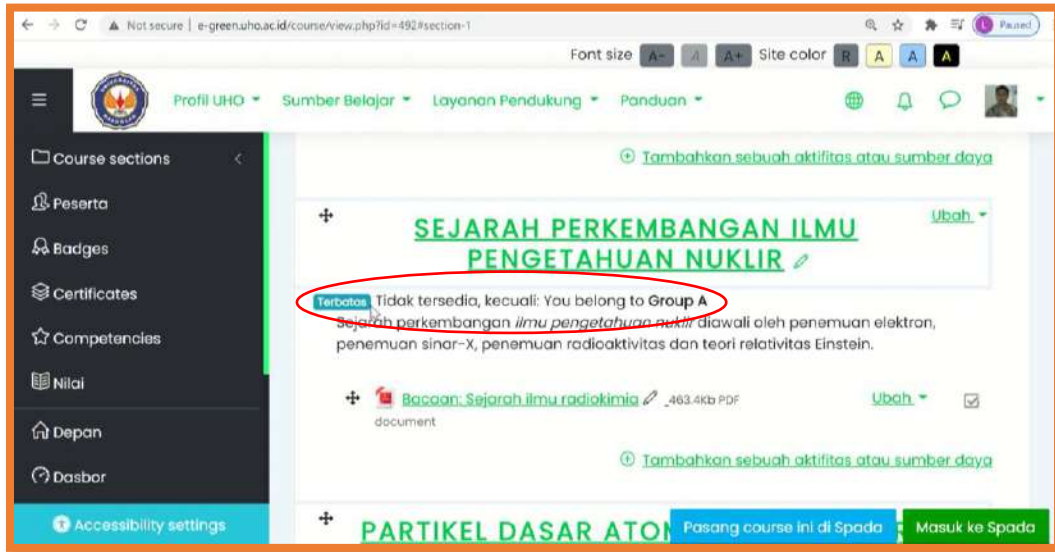 Not secure | e-green.uho.ac.id/course/view.php?id=492#section-1
L Paused
Font size A- A A+ Site color R A A A
Profil UHO Sumber Belajar Layanan Pendukung Panduan
Course sections
Tambahkan sebuah aktifitas atau sumber daya
Peserta
Ubah
SEJARAH PERKEMBANGAN ILMU
PENGETAHUAN NUKLIR
Badges
Certificates
Terbatas Tidak tersedia, kecuali: You belong to Group A
Sejarah perkembangan ilmu pengetahuan nuklir diawali oleh penemuan elektron,
penemuan sinar-X, penemuan radioaktivitas dan teori relativitas Einstein.
Competencies
Nilai
Bacaan: Sejarah ilmu radiokimia 463.4Kb PDF
document
Ubah
Depan
Tambahkan sebuah aktifitas atau sumber daya
Dasbor
Accessibility settings
PARTIKEL DASAR ATOM
Pasang course ini di Spada
Masuk ke Spada